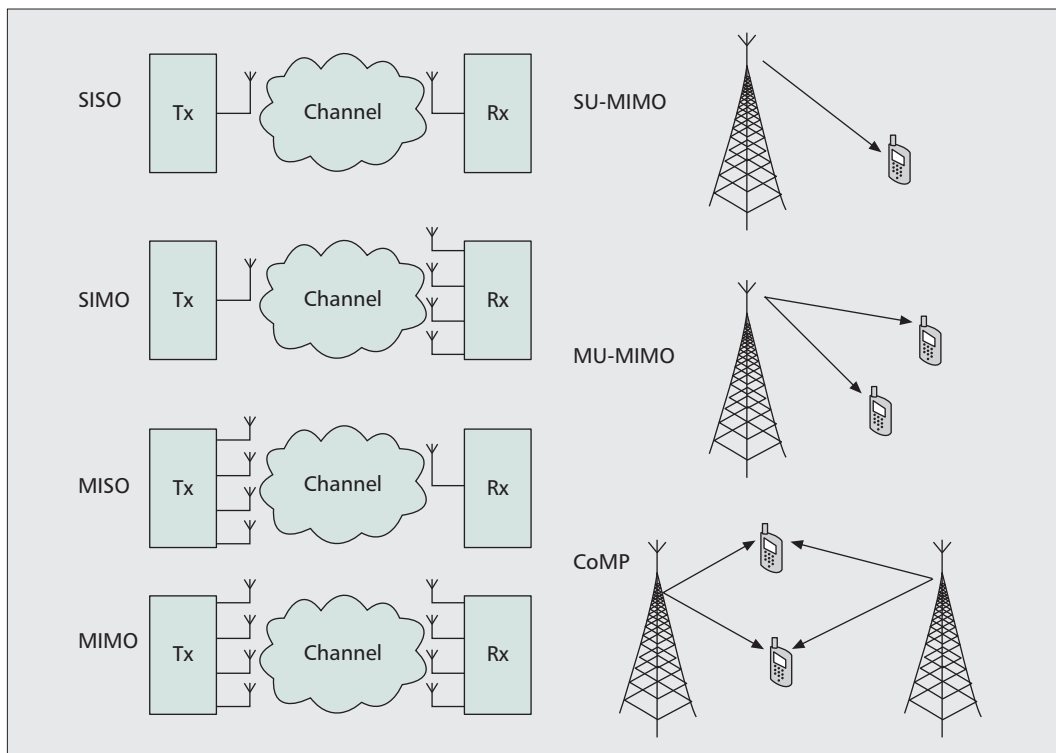 SISO
Tx
Channel
Rx
SIMO
Tx
Channel
Rx
MISO
Tx
Channel
Rx
MIMO
Tx
Channel
Rx
SU-MIMO
MU-MIMO
CoMP